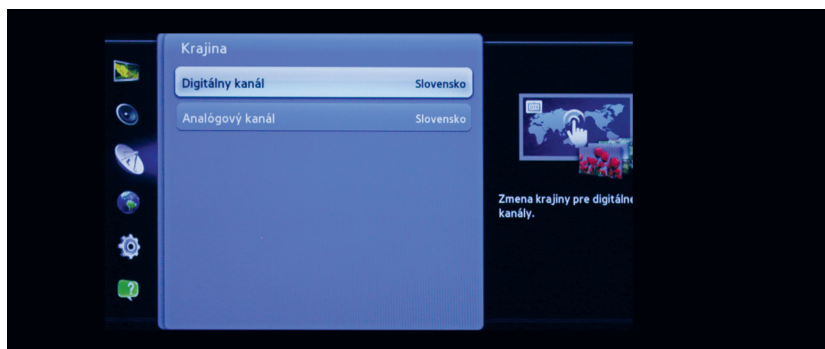 Krajina
Digitálny kanál Slovensko
Analógový kanál Slovensko
Zmena krajiny pre digitálne
kanály.